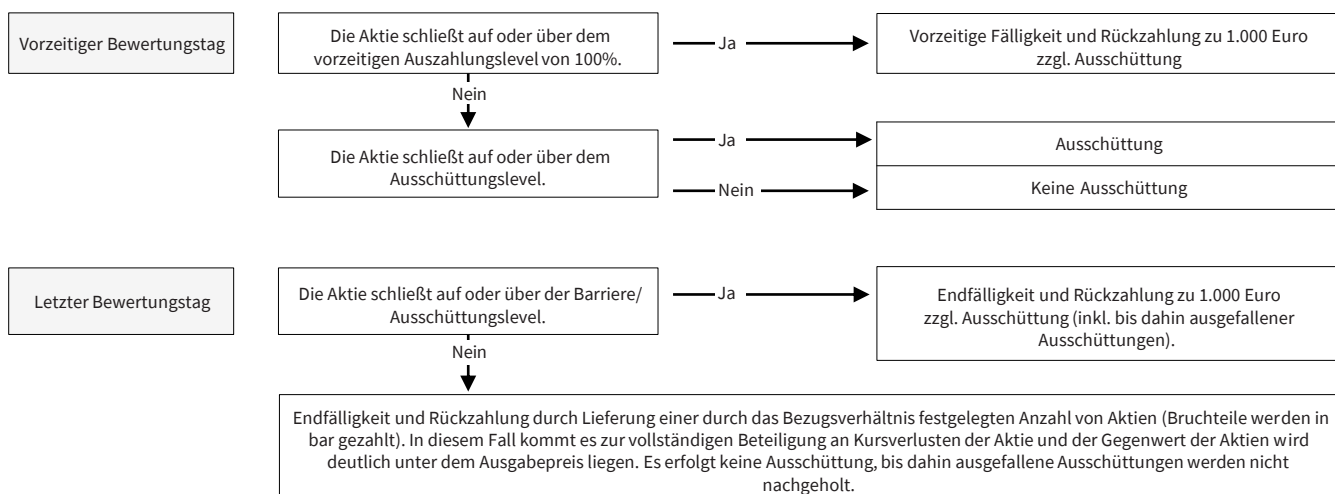 Vorzeitiger Bewertungstag
Die Aktie schließt auf oder über dem
vorzeitigen Auszahlungslevel von 100%.
Ja
Vorzeitige Fälligkeit und Rückzahlung zu 1.000 Euro
zzgl. Ausschüttung
Nein
Die Aktie schließt auf oder über dem
Ausschüttungslevel.
Ja
Ausschüttung
Nein
Keine Ausschüttung
Letzter Bewertungstag
Die Aktie schließt auf oder über der Barriere/
Ausschüttungslevel.
Ja
Endfälligkeit und Rückzahlung zu 1.000 Euro
zzgl. Ausschüttung (inkl. bis dahin ausgefallener
Ausschüttungen).
Nein
Endfälligkeit und Rückzahlung durch Lieferung einer durch das Bezugsverhältnis festgelegten Anzahl von Aktien (Bruchteile werden in
bar gezahlt). In diesem Fall kommt es zur vollständigen Beteiligung an Kursverlusten der Aktie und der Gegenwert der Aktien wird
deutlich unter dem Ausgabepreis liegen. Es erfolgt keine Ausschüttung, bis dahin ausgefallene Ausschüttungen werden nicht
nachgeholt.